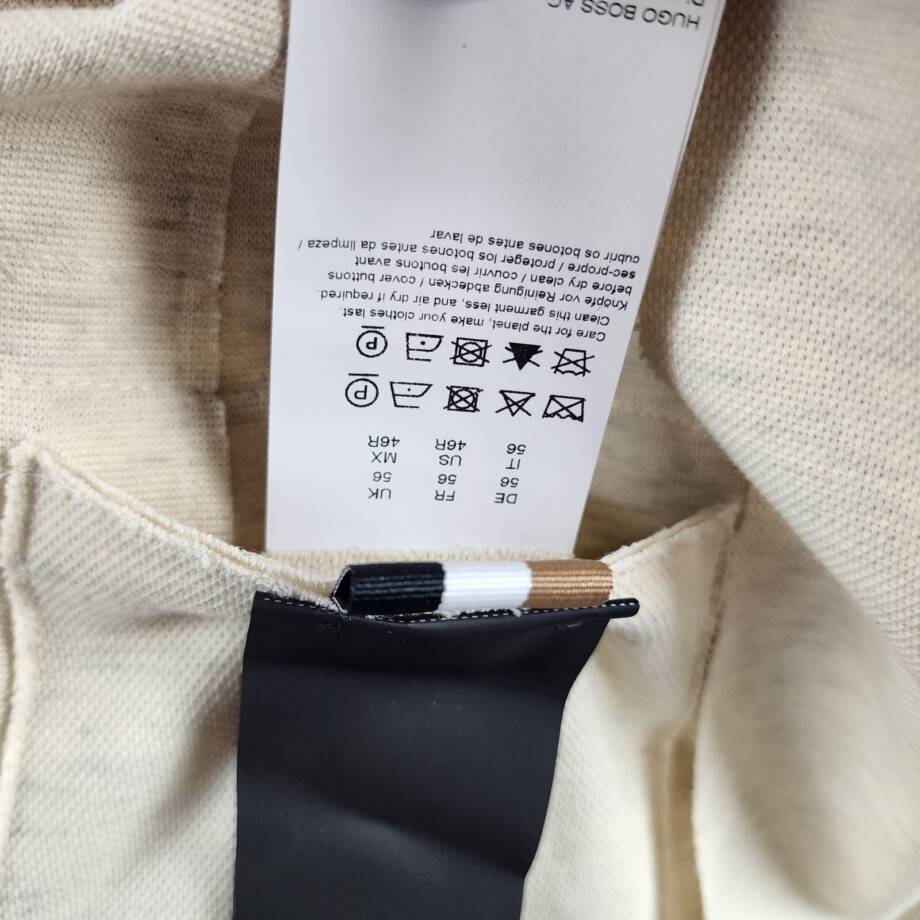 DE FR UK
56 56 56
IT US MX
56 46R 46R
P
P
Care for the planet, make your clothes last.
Clean this garment less, and air dry if required.
Knöpfe vor Reinigung abdecken / cover buttons
before dry clean / couvrir les boutons avant
sec-propre / proteger los botones antes da limpeza /
cubrir os botones antes de lavar
HUGO BOSS AG